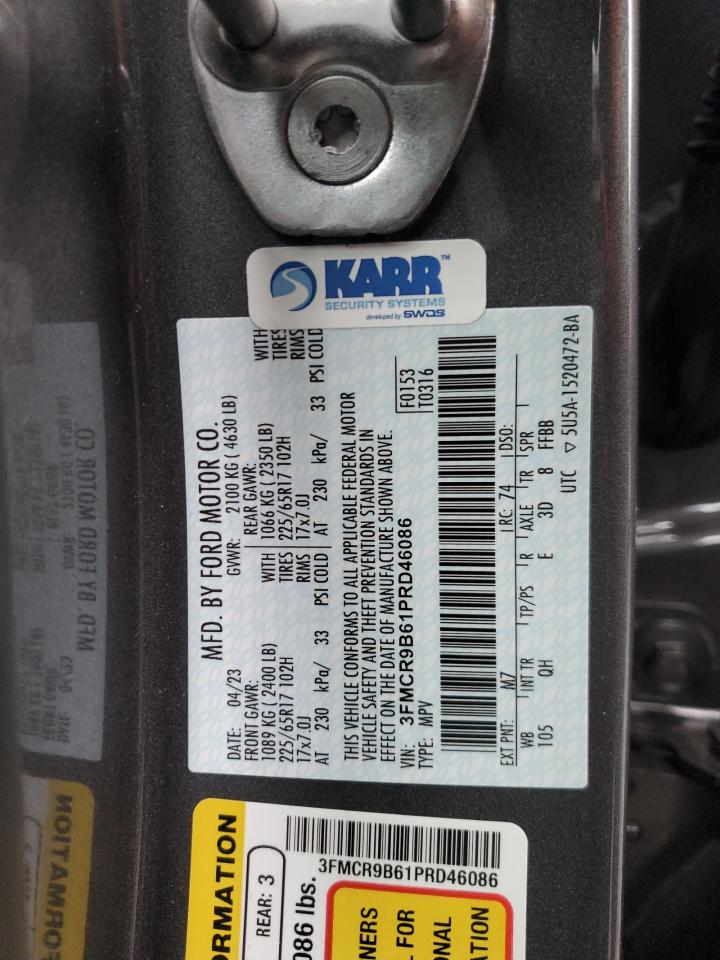 KARR™
SECURITY SYSTEMS
developed by SWDS
MFD. BY FORD MOTOR CO.
DATE: 04/23 GVWR: 2100 KG ( 4630 LB)
FRONT GAWR: REAR GAWR:
1089 KG ( 2400 LB) WITH 1066 KG ( 2350 LB) WITH
225/65R17 102H TIRES 225/65R17 102H TIRES
17x7.0J RIMS 17x7.0J RIMS
AT 230 kPa/ 33 PSI COLD AT 230 kPa/ 33 PSI COLD
THIS VEHICLE CONFORMS TO ALL APPLICABLE FEDERAL MOTOR
VEHICLE SAFETY AND THEFT PREVENTION STANDARDS IN
EFFECT ON THE DATE OF MANUFACTURE SHOWN ABOVE.
VIN: 3FMCR9B61PRD46086 F0153
TYPE: MPV T0316
EXT PNT: M7 RC: 74 DSO:
WB INT TR TP/PS R AXLE TR SPR
105 QH E 3D 8 FFBB
UTC ▽ 5U5A-1520472-BA
ORMATION
REAR: 3
086 lbs.
3FMCR9B61PRD46086
NERS
FOR
ONAL
ATION